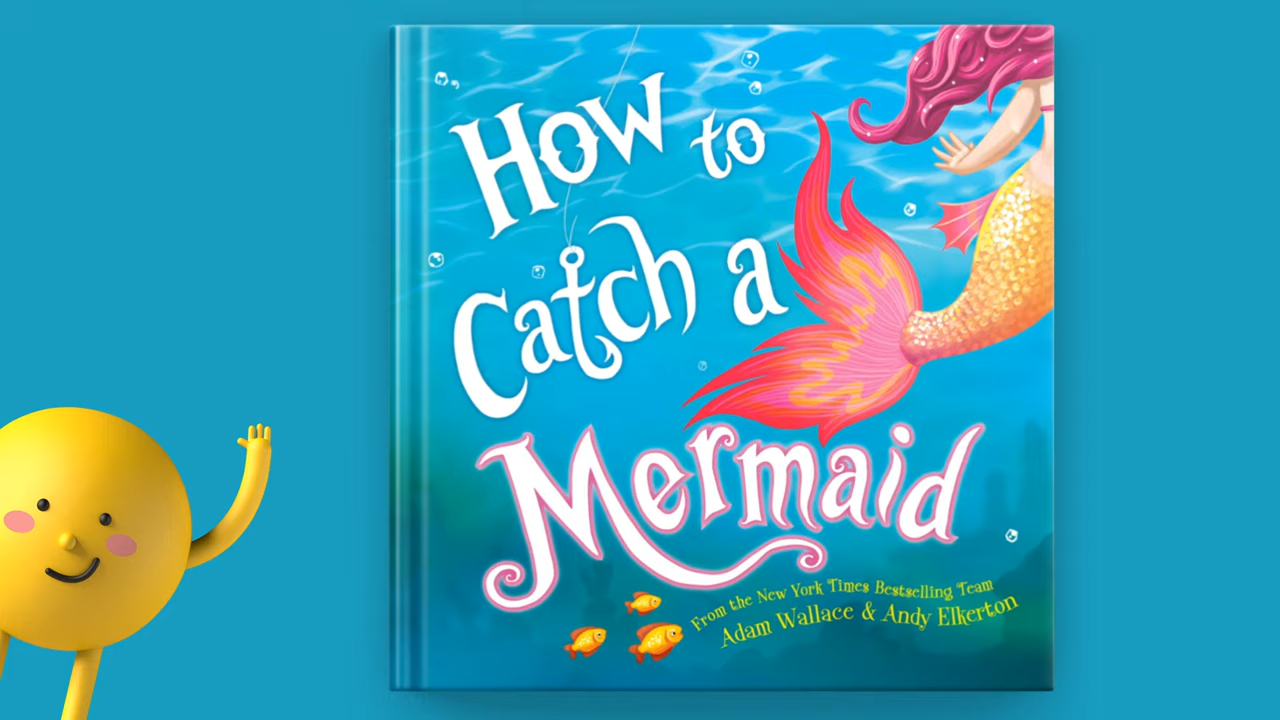 How to
Catch a
Mermaid
From the New York Times Bestselling Team
Adam Wallace & Andy Elkerton